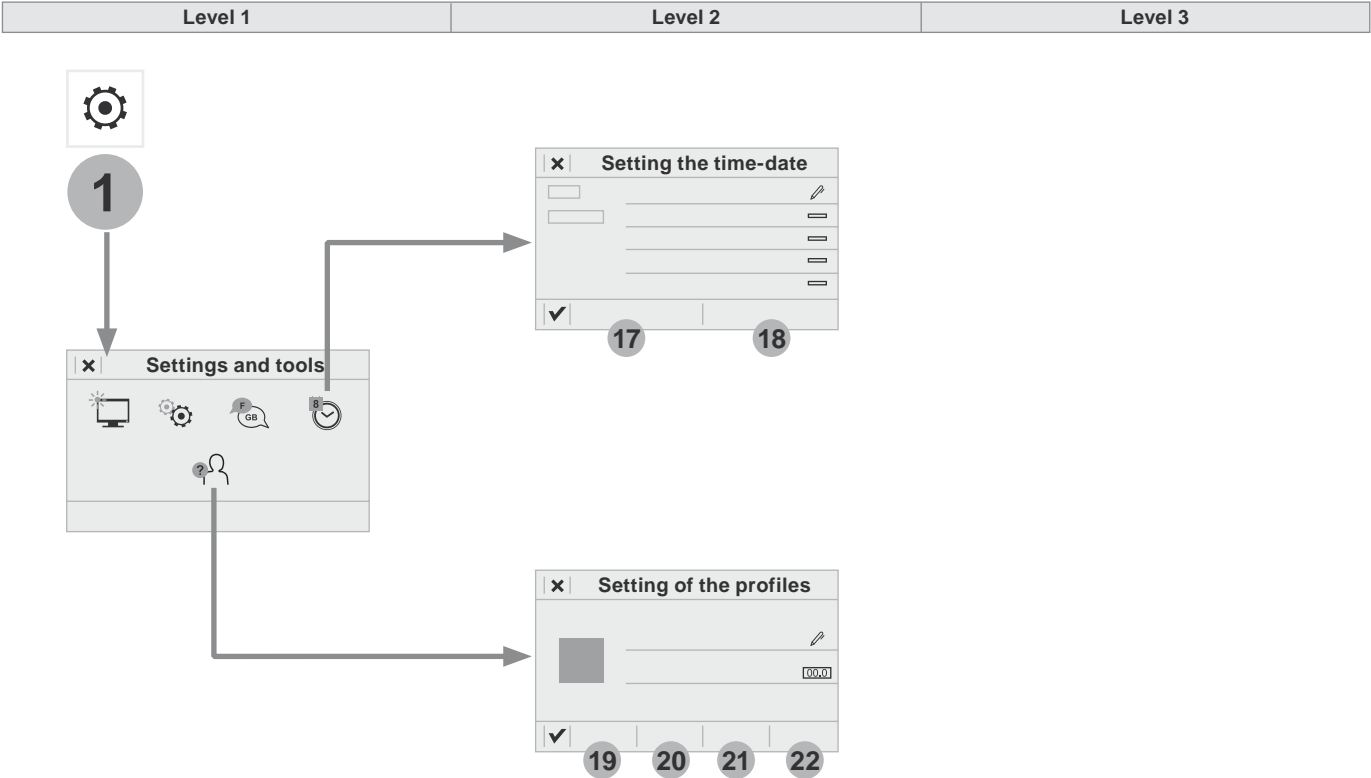 Level 1 Level 2 Level 3
1
Setting the time-date
17 18
Settings and tools
F
GB
8
?
Setting of the profiles
00.0
19 20 21 22